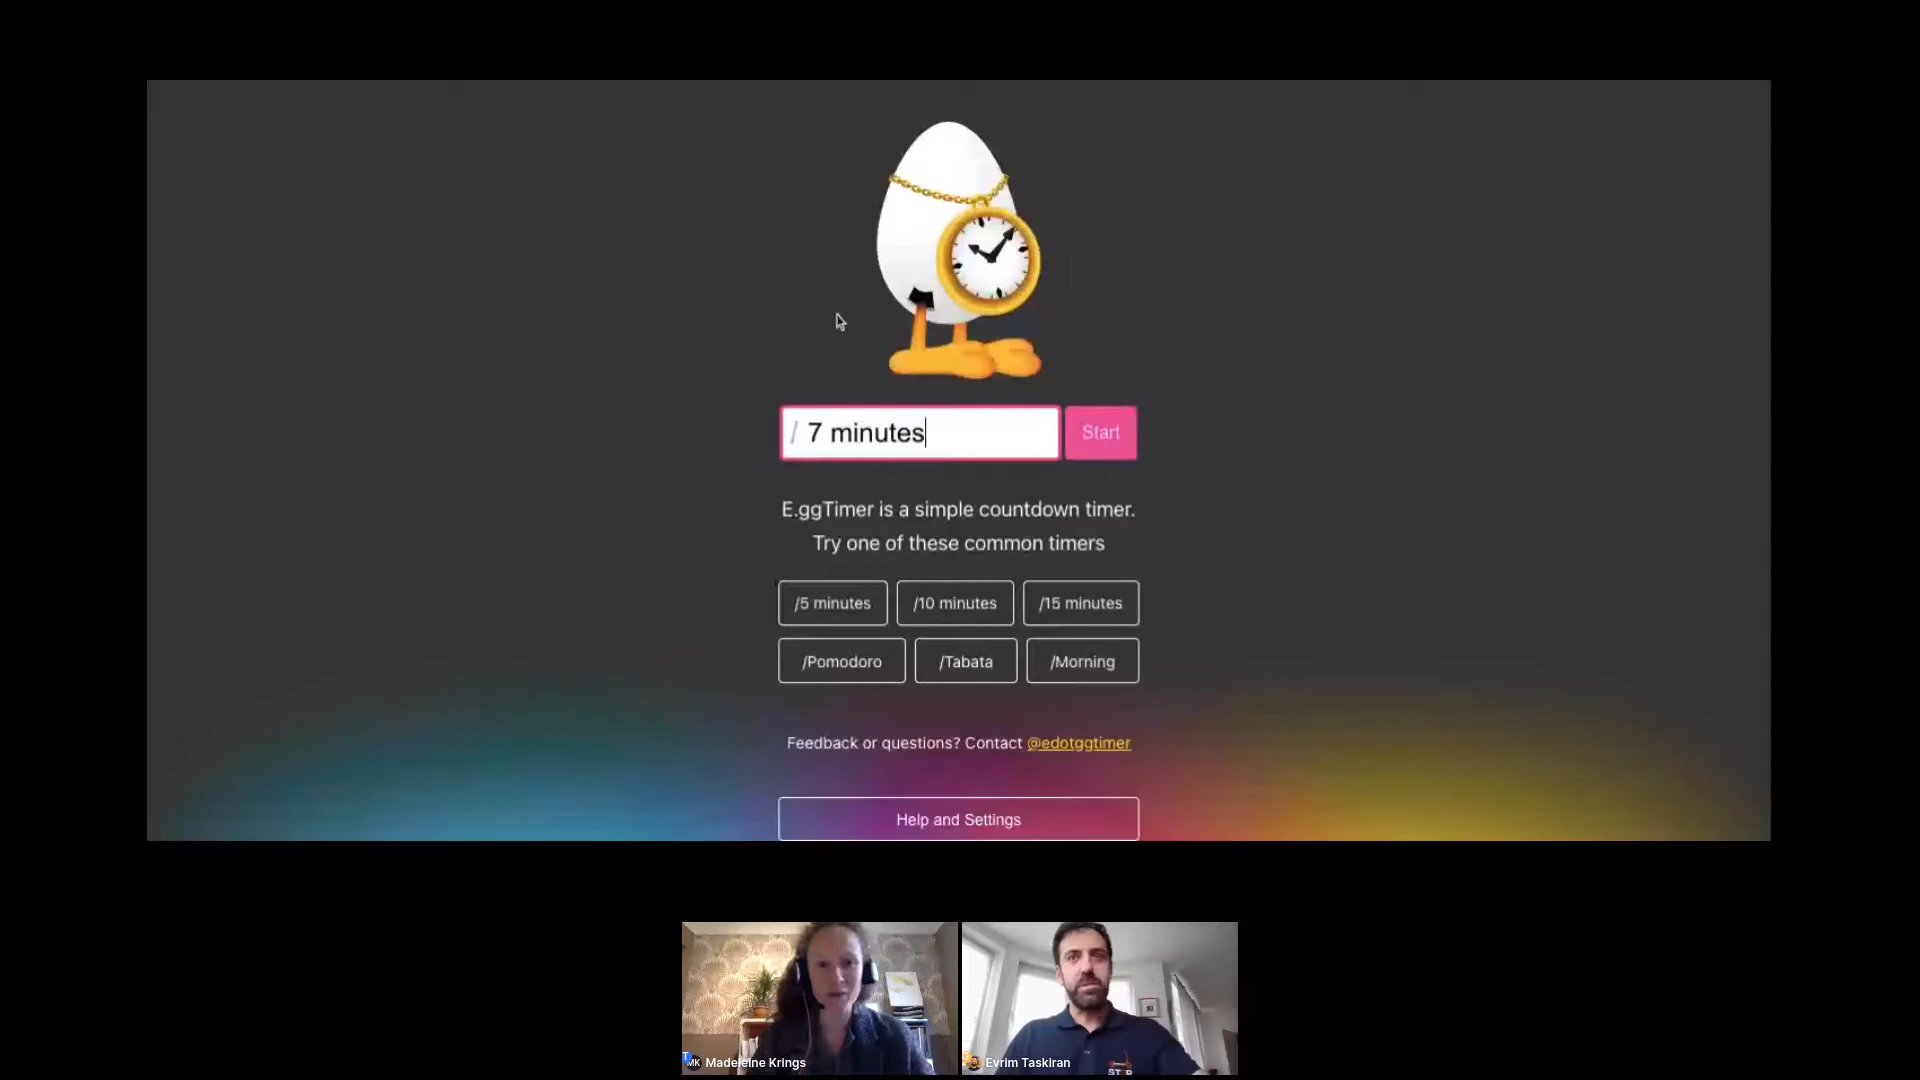 / 7 minutes
Start
E.ggTimer is a simple countdown timer.
Try one of these common timers
/5 minutes
/10 minutes
/15 minutes
/Pomodoro
/Tabata
/Morning
Feedback or questions? Contact @edotggtimer
Help and Settings
T
MK
Madeleine Krings
Evrim Taskiran